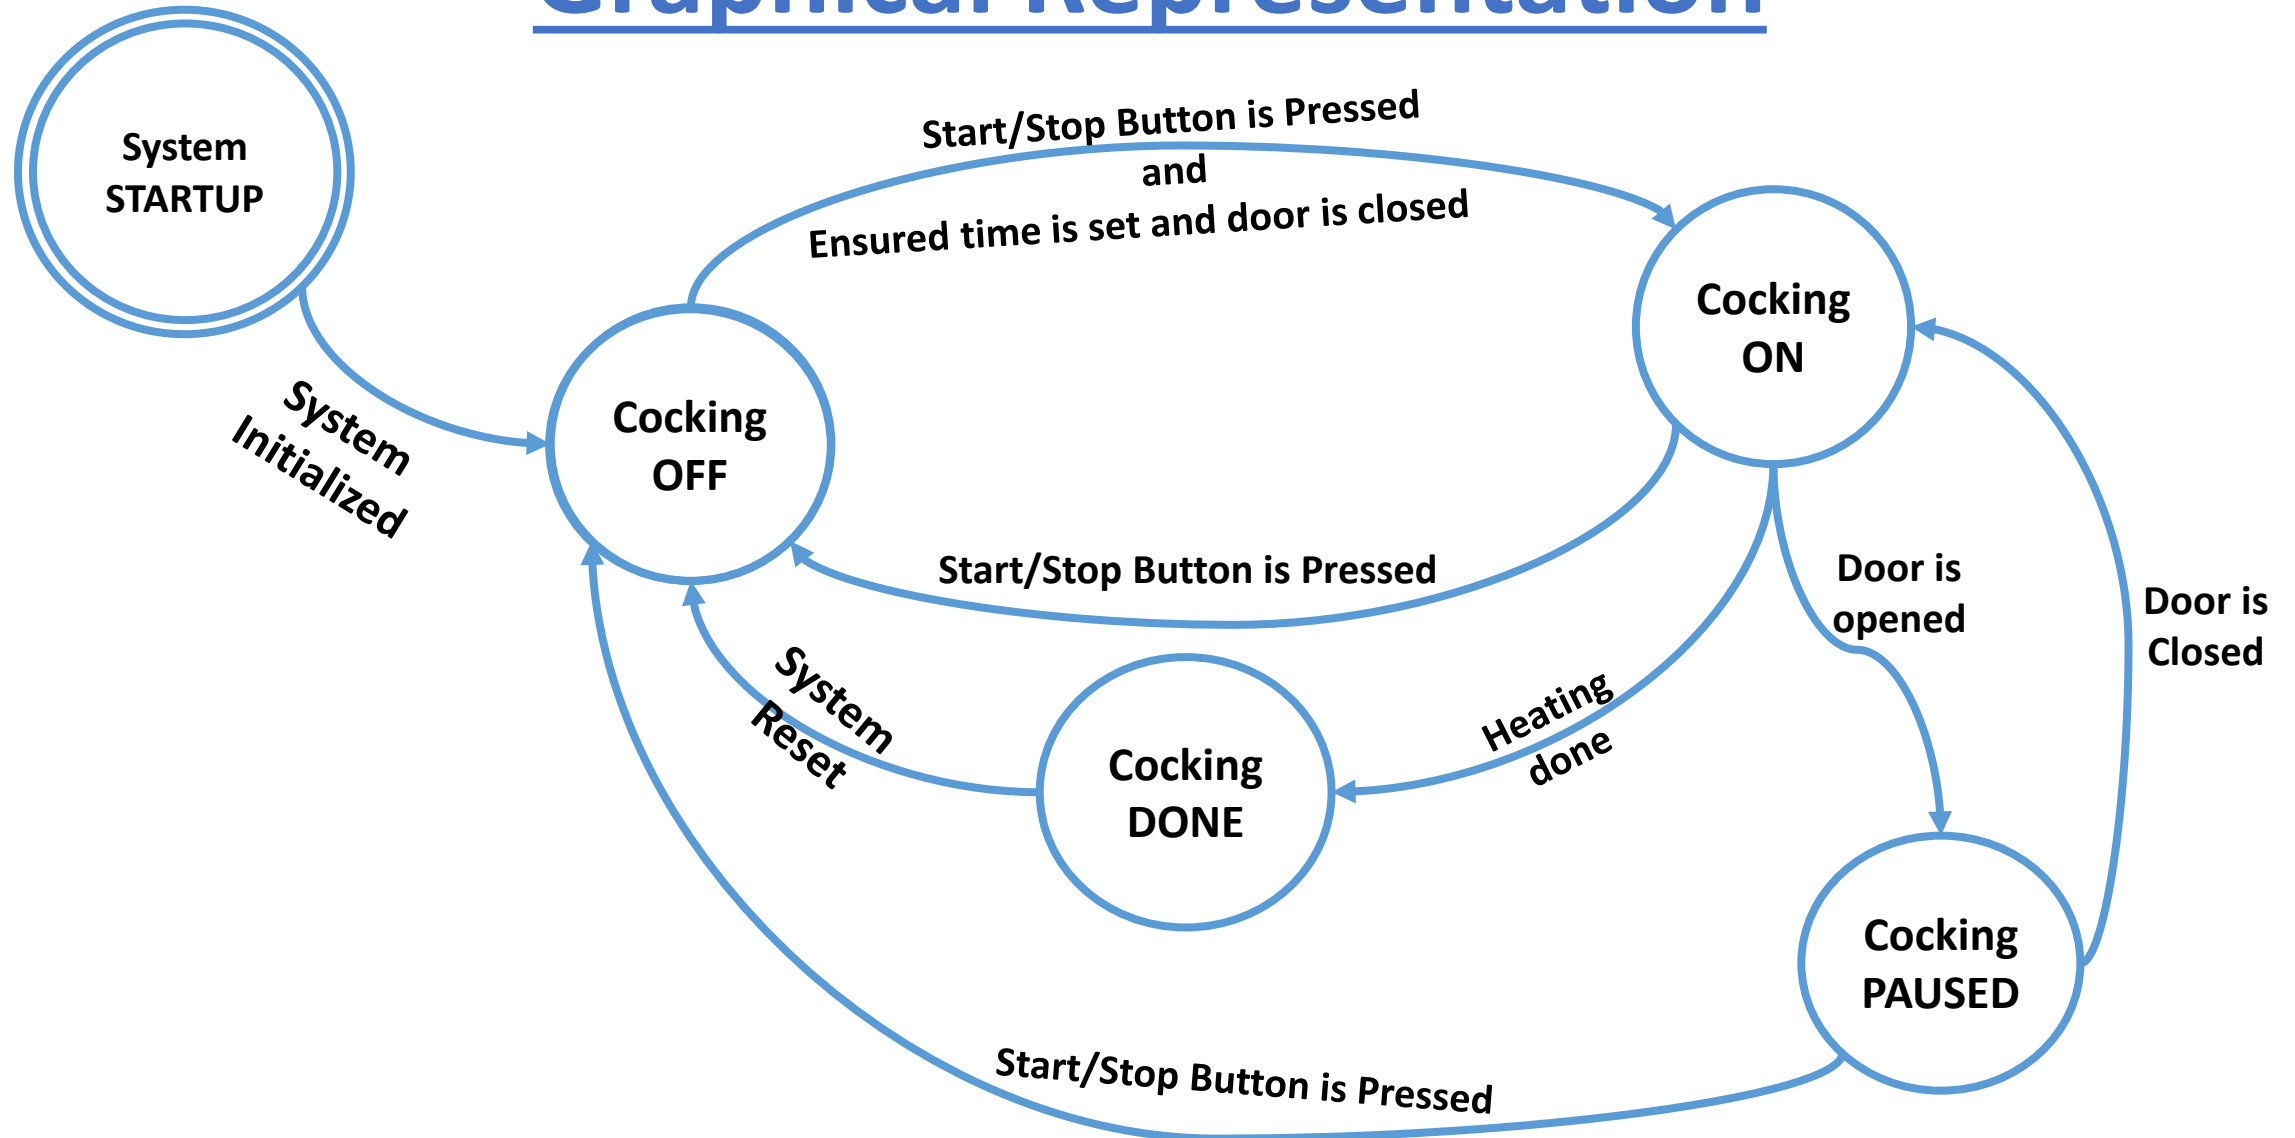 Graphical Representation
System
STARTUP
Start/Stop Button is Pressed
and
Ensured time is set and door is closed
Cocking
ON
System
Initialized
Cocking
OFF
Start/Stop Button is Pressed
Door is
opened
Door is
Closed
System
Reset
Heating
done
Cocking
DONE
Cocking
PAUSED
Start/Stop Button is Pressed